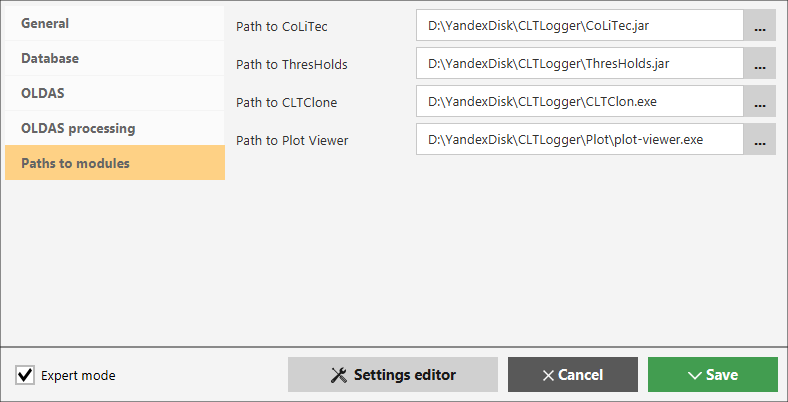 General
Database
OLDAS
OLDAS processing
Paths to modules
Path to CoLiTec D:\YandexDisk\CLTLogger\CoLiTec.jar ...
Path to ThresHolds D:\YandexDisk\CLTLogger\ThresHolds.jar ...
Path to CLTClone D:\YandexDisk\CLTLogger\CLTClon.exe ...
Path to Plot Viewer D:\YandexDisk\CLTLogger\Plot\plot-viewer.exe ...
Expert mode Settings editor Cancel Save